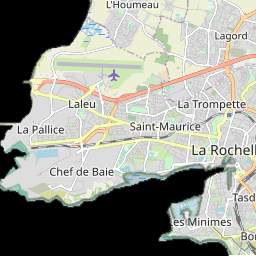 L'Houmeau
Lagord
Laleu
La Trompette
La Pallice
Saint-Maurice
La Rochell
Chef de Baie
Tasd
es Minimes
Bo